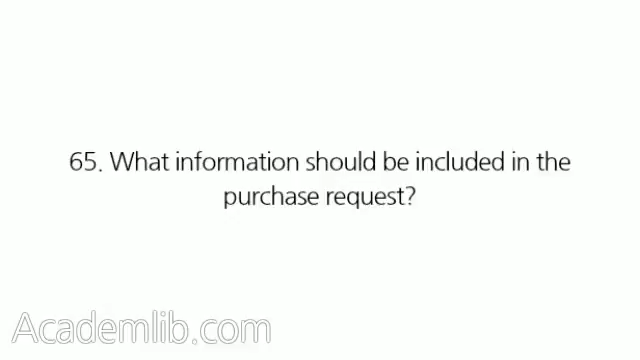 65. What information should be included in the
purchase request?
Academlib.com